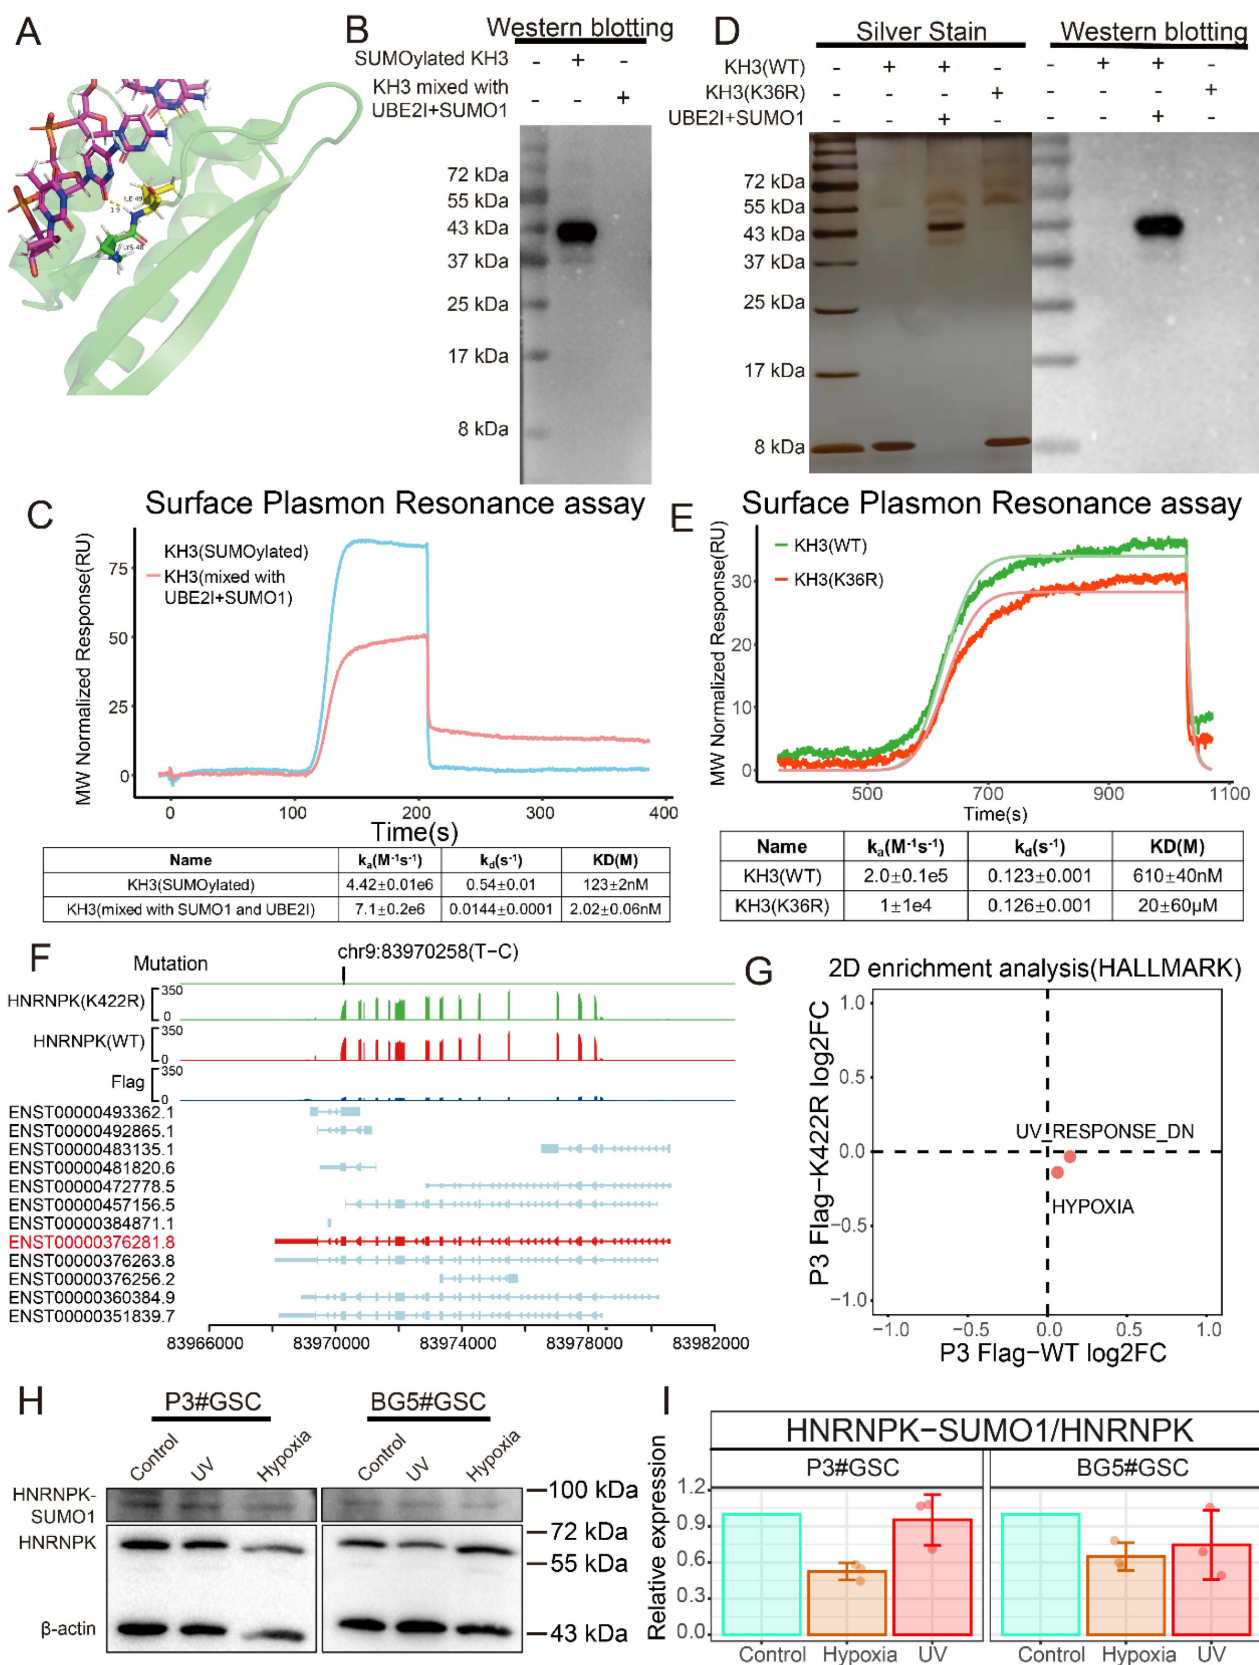 A
ILE-49
1.9
LYS-48
B
Western blotting
SUMOylated KH3 - + -
KH3 mixed with
UBE2I+SUMO1 - - +
72 kDa
55 kDa
43 kDa
37 kDa
25 kDa
17 kDa
8 kDa
D
Silver Stain Western blotting
KH3(WT) - + + - - + + -
KH3(K36R) - - - + - - - +
UBE2I+SUMO1 - - + - - - + -
72 kDa
55 kDa
43 kDa
37 kDa
25 kDa
17 kDa
8 kDa
C
Surface Plasmon Resonance assay
MW Normalized Response(RU)
KH3(SUMOylated)
KH3(mixed with
UBE2I+SUMO1)
75
50
25
0
0 100 200 300 400
Time(s)
Name kₐ(M⁻¹s⁻¹) k_d(s⁻¹) KD(M)
KH3(SUMOylated) 4.42±0.01e6 0.54±0.01 123±2nM
KH3(mixed with SUMO1 and UBE2I) 7.1±0.2e6 0.0144±0.0001 2.02±0.06nM
E
Surface Plasmon Resonance assay
MW Normalized Response(RU)
KH3(WT)
KH3(K36R)
30
20
10
0
500 700 900 1100
Time(s)
Name kₐ(M⁻¹s⁻¹) k_d(s⁻¹) KD(M)
KH3(WT) 2.0±0.1e5 0.123±0.001 610±40nM
KH3(K36R) 1±1e4 0.126±0.001 20±60µM
F
chr9:83970258(T−C)
Mutation
HNRNPK(K422R) 350
0
HNRNPK(WT) 350
0
Flag 350
0
ENST00000493362.1
ENST00000492865.1
ENST00000483135.1
ENST00000481820.6
ENST00000472778.5
ENST00000457156.5
ENST00000384871.1
ENST00000376281.8
ENST00000376263.8
ENST00000376256.2
ENST00000360384.9
ENST00000351839.7
83966000 83970000 83974000 83978000 83982000
G
2D enrichment analysis(HALLMARK)
P3 Flag−K422R log2FC
1.0
0.5
UV_RESPONSE_DN
0.0
HYPOXIA
−0.5
−1.0
−1.0 −0.5 0.0 0.5 1.0
P3 Flag−WT log2FC
H
P3#GSC BG5#GSC
Control UV Hypoxia Control UV Hypoxia
HNRNPK-
SUMO1
HNRNPK
β-actin
100 kDa
72 kDa
55 kDa
43 kDa
I
HNRNPK−SUMO1/HNRNPK
P3#GSC BG5#GSC
Relative expression
1.2
0.9
0.6
0.3
0.0
Control Hypoxia UV Control Hypoxia UV